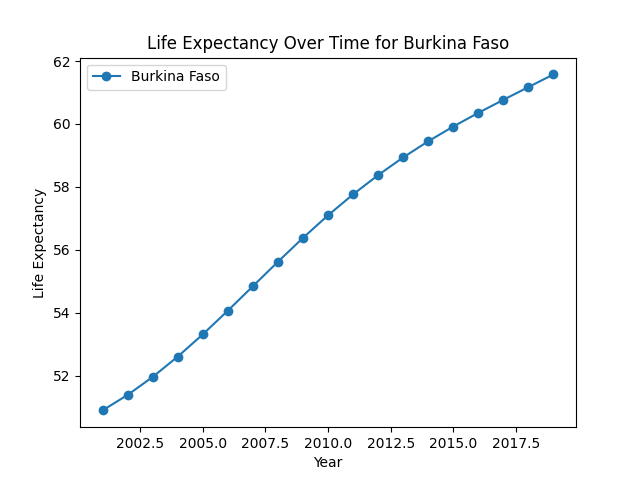 Life Expectancy Over Time for Burkina Faso
Burkina Faso
Life Expectancy
62
60
58
56
54
52
2002.5 2005.0 2007.5 2010.0 2012.5 2015.0 2017.5
Year